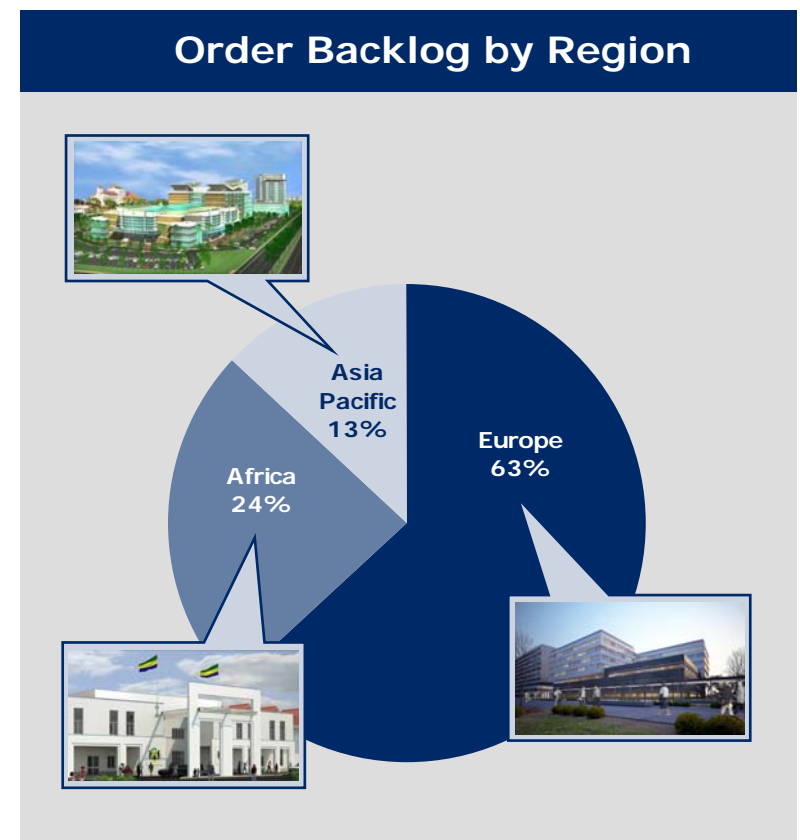 Order Backlog by Region
Asia
Pacific
13%
Europe
63%
Africa
24%